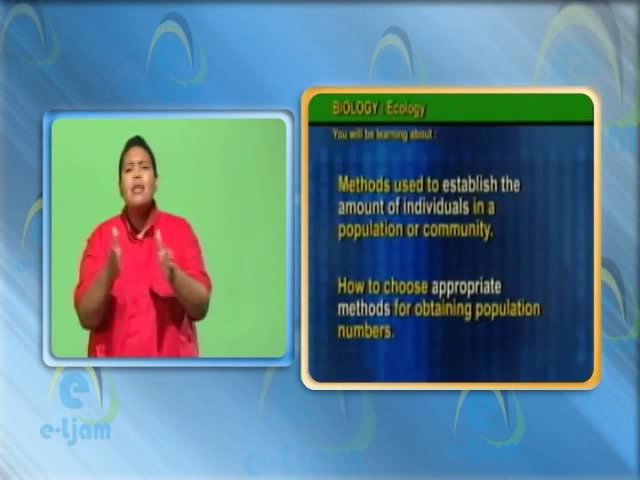 BIOLOGY : Ecology
You will be learning about :
Methods used to establish the
amount of individuals in a
population or community.
How to choose appropriate
methods for obtaining population
numbers.
e-Ljam